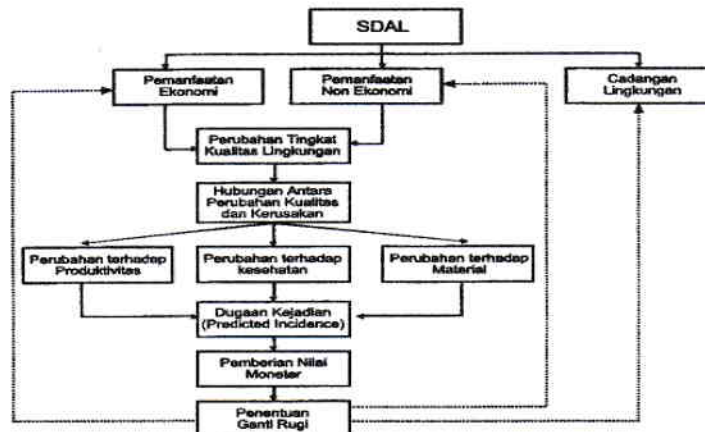 SDAL
Pemanfaatan
Ekonomi
Pemanfaatan
Non Ekonomi
Cadangan
Lingkungan
Perubahan Tingkat
Kualitas Lingkungan
Hubungan Antara
Perubahan Kualitas
dan Kerusakan
Perubahan terhadap
Produktivitas
Perubahan terhadap
kesehatan
Perubahan terhadap
Material
Dugaan Kejadian
(Predicted Incidence)
Pemberian Nilai
Moneter
Penentuan
Ganti Rugi